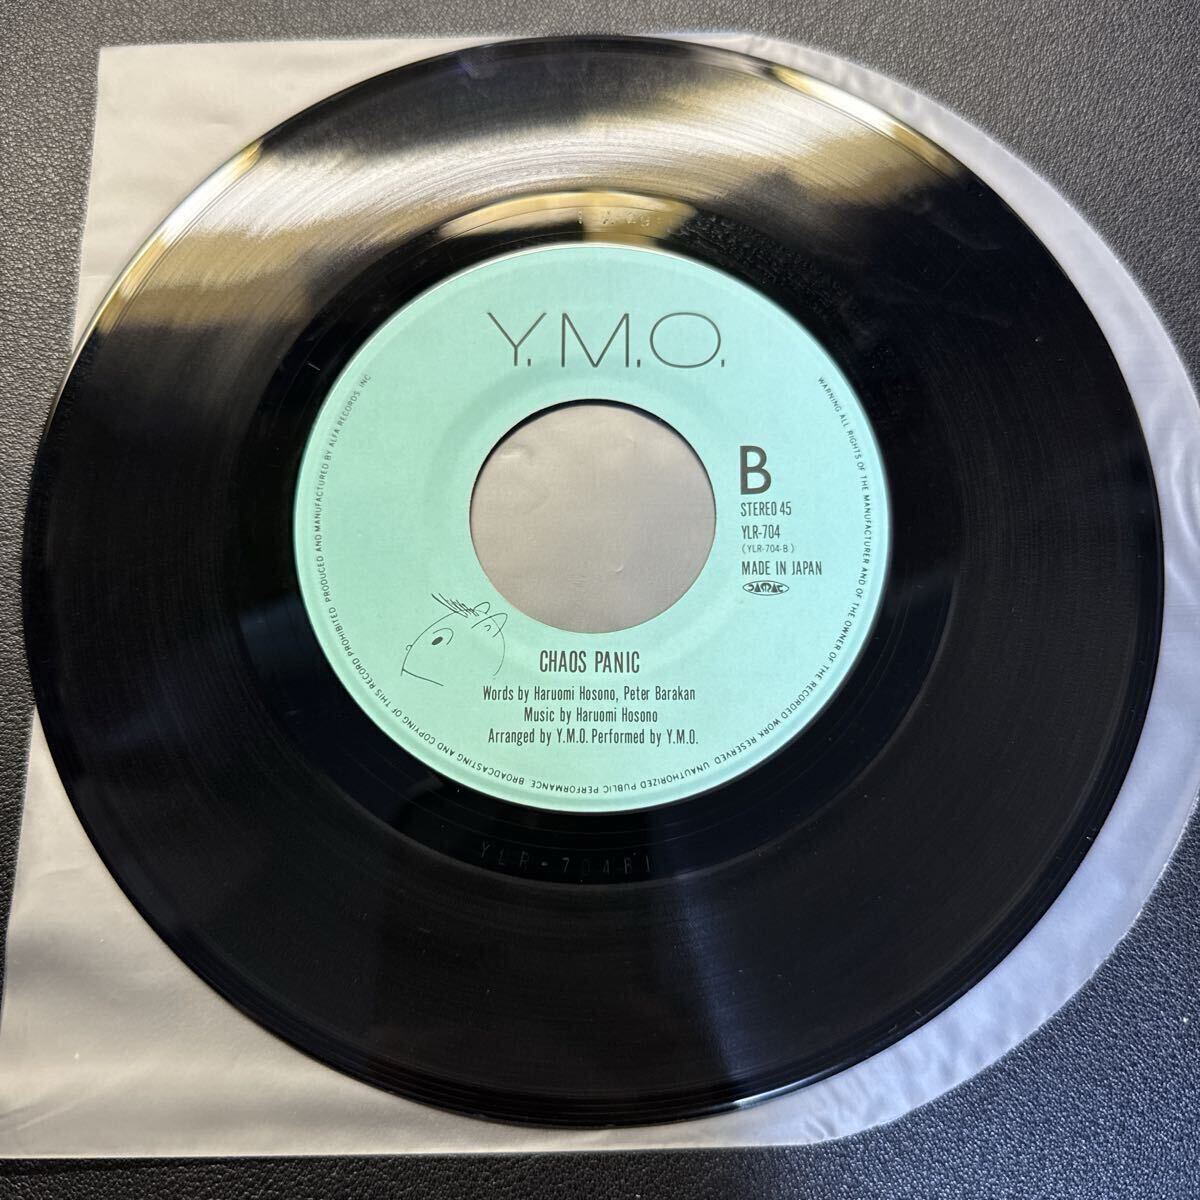 Y.M.O.
B
STEREO 45
YLR-704
(YLR-704-B)
MADE IN JAPAN
CHAOS PANIC
Words by Haruomi Hosono, Peter Barakan
Music by Haruomi Hosono
Arranged by Y.M.O. Performed by Y.M.O.
WARNING ALL RIGHTS OF THE MANUFACTURER AND OF THE OWNER OF THE RECORDED WORK RESERVED. UNAUTHORIZED PUBLIC PERFORMANCE. BROADCASTING AND COPYING OF THIS RECORD PROHIBITED PRODUCED AND MANUFACTURED BY ALFA RECORDS, INC
YLR-704B1